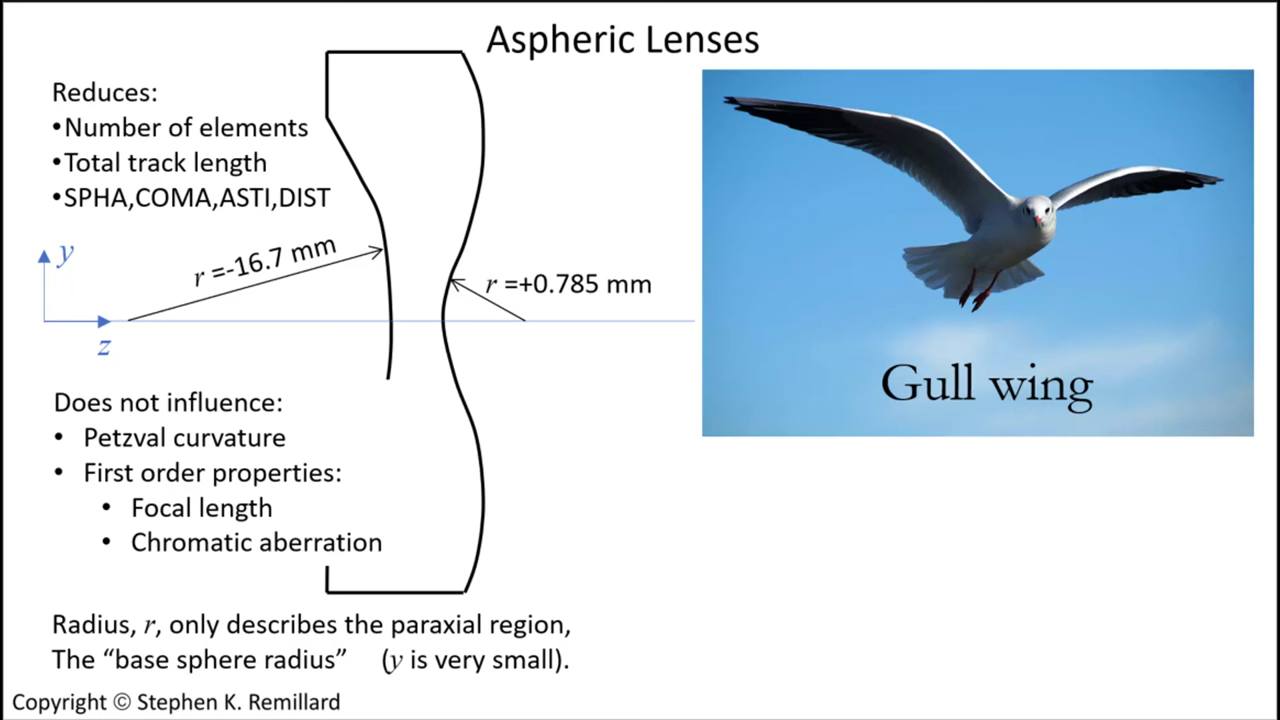 Aspheric Lenses
Reduces:
•Number of elements
•Total track length
•SPHA,COMA,ASTI,DIST
y
r =-16.7 mm
r =+0.785 mm
z
Gull wing
Does not influence:
• Petzval curvature
• First order properties:
• Focal length
• Chromatic aberration
Radius, r, only describes the paraxial region,
The “base sphere radius” (y is very small).
Copyright © Stephen K. Remillard